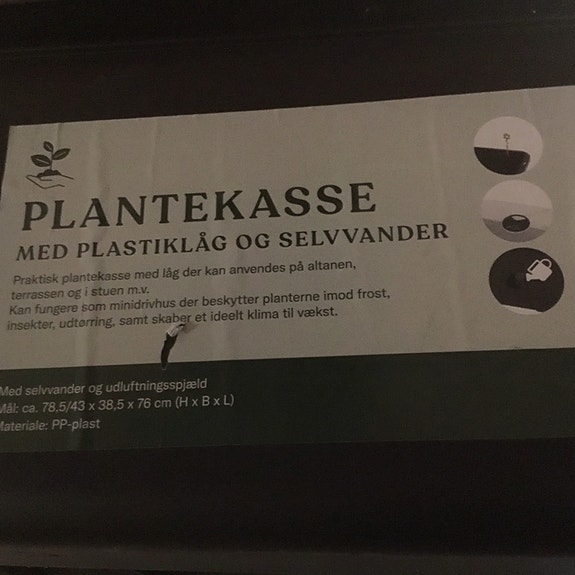 PLANTEKASSE
MED PLASTIKLÅG OG SELVVANDER
Praktisk plantekasse med låg der kan anvendes på altanen,
terrassen og i stuen m.v.
Kan fungere som minidrivhus der beskytter planterne imod frost,
insekter, udtørring, samt skaber et ideelt klima til vækst.
Med selvvander og udluftningsspjæld
Mål: ca. 78,5/43 x 38,5 x 76 cm (H x B x L)
Materiale: PP-plast